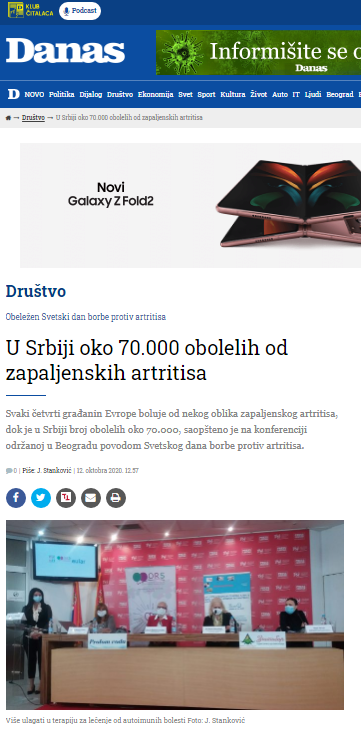 KLUB
ČITALACA
Podcast
Danas
Informišite se o
Danas
D NOVO Politika Dijalog Društvo Ekonomija Svet Sport Kultura Život Auto IT Ljudi Beograd
→ Društvo → U Srbiji oko 70.000 obolelih od zapaljenskih artritisa
Novi
Galaxy Z Fold2
Društvo
Obeležen Svetski dan borbe protiv artritisa
U Srbiji oko 70.000 obolelih od
zapaljenskih artritisa
Svaki četvrti građanin Evrope boluje od nekog oblika zapaljenskog artritisa,
dok je u Srbiji broj obolelih oko 70.000, saopšteno je na konferenciji
održanoj u Beogradu povodom Svetskog dana borbe protiv artritisa.
0 | Piše: J. Stanković | 12. oktobra 2020. 12.57
ORS
Prolom voda
Više ulagati u terapiju za lečenje od autoimunih bolesti Foto: J. Stanković